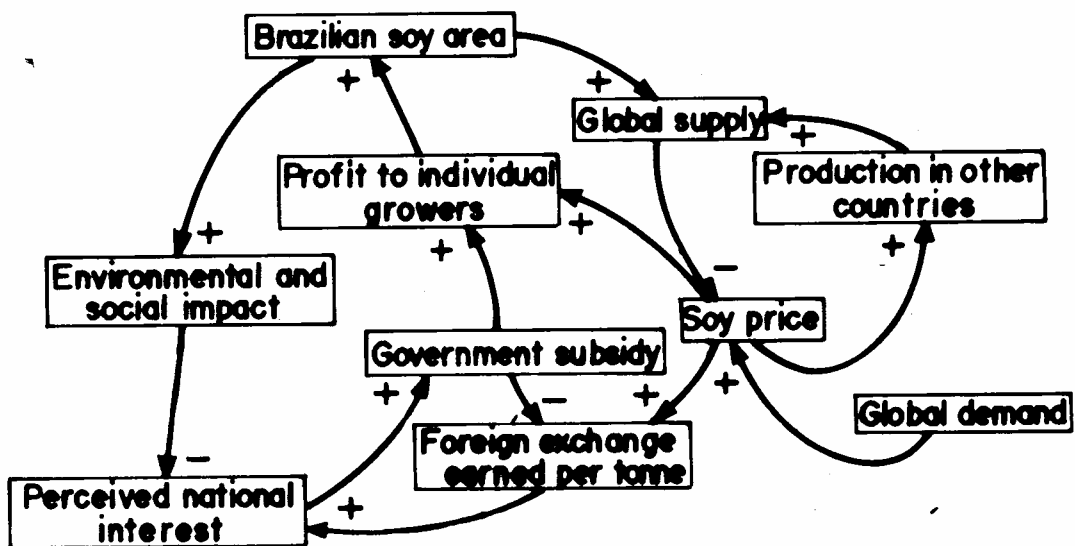 Brazilian soy area
+
+
Global supply
+
Profit to individual
growers
+
+
Production in other
countries
+
+
Environmental and
social impact
−
Soy price
Government subsidy
+
−
+
+
Global demand
Foreign exchange
earned per tonne
−
Perceived national
interest
+